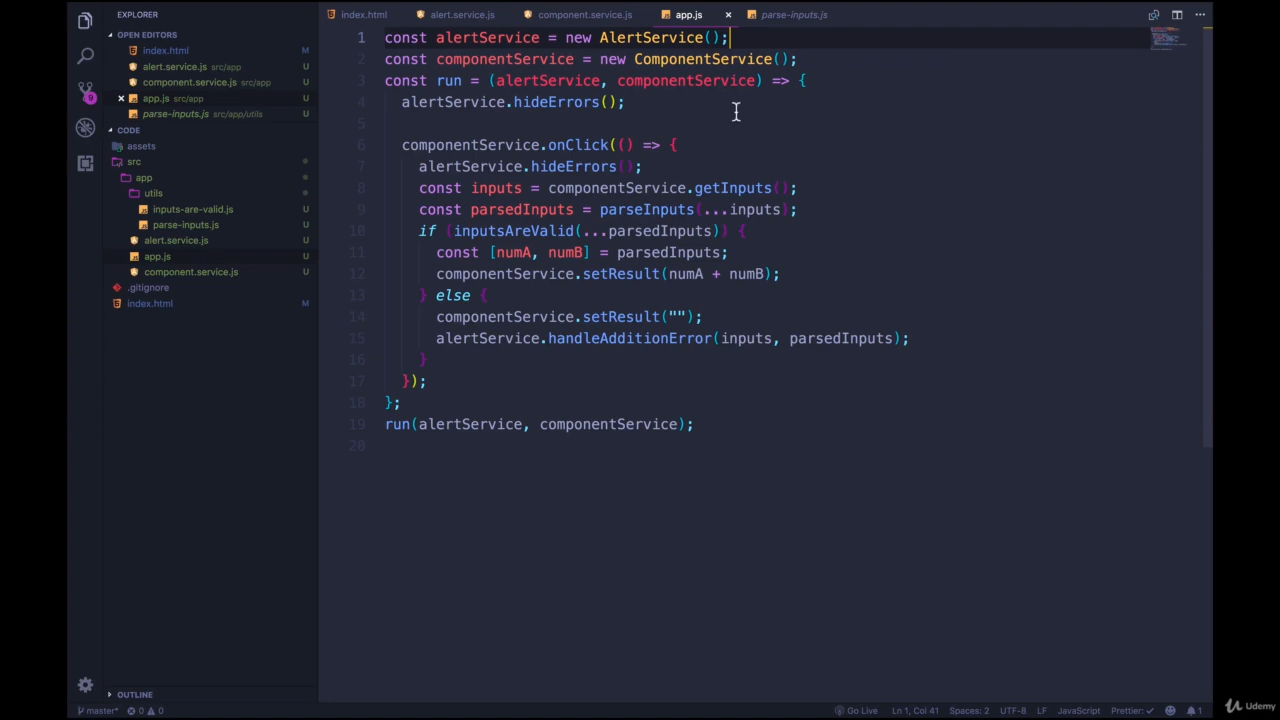 EXPLORER
OPEN EDITORS
index.html M
alert.service.js src/app U
component.service.js src/app U
app.js src/app U
parse-inputs.js src/app/utils U
CODE
assets
src
app
utils
inputs-are-valid.js U
parse-inputs.js U
alert.service.js U
app.js U
component.service.js U
.gitignore
index.html M
OUTLINE
9
index.html alert.service.js component.service.js app.js parse-inputs.js
1 const alertService = new AlertService();
2 const componentService = new ComponentService();
3 const run = (alertService, componentService) => {
4 alertService.hideErrors();
5
6 componentService.onClick(() => {
7 alertService.hideErrors();
8 const inputs = componentService.getInputs();
9 const parsedInputs = parseInputs(...inputs);
10 if (inputsAreValid(...parsedInputs)) {
11 const [numA, numB] = parsedInputs;
12 componentService.setResult(numA + numB);
13 } else {
14 componentService.setResult("");
15 alertService.handleAdditionError(inputs, parsedInputs);
16 }
17 });
18 };
19 run(alertService, componentService);
20
master* 0 0 Go Live Ln 1, Col 41 Spaces: 2 UTF-8 LF JavaScript Prettier: ✓ 1
Udemy